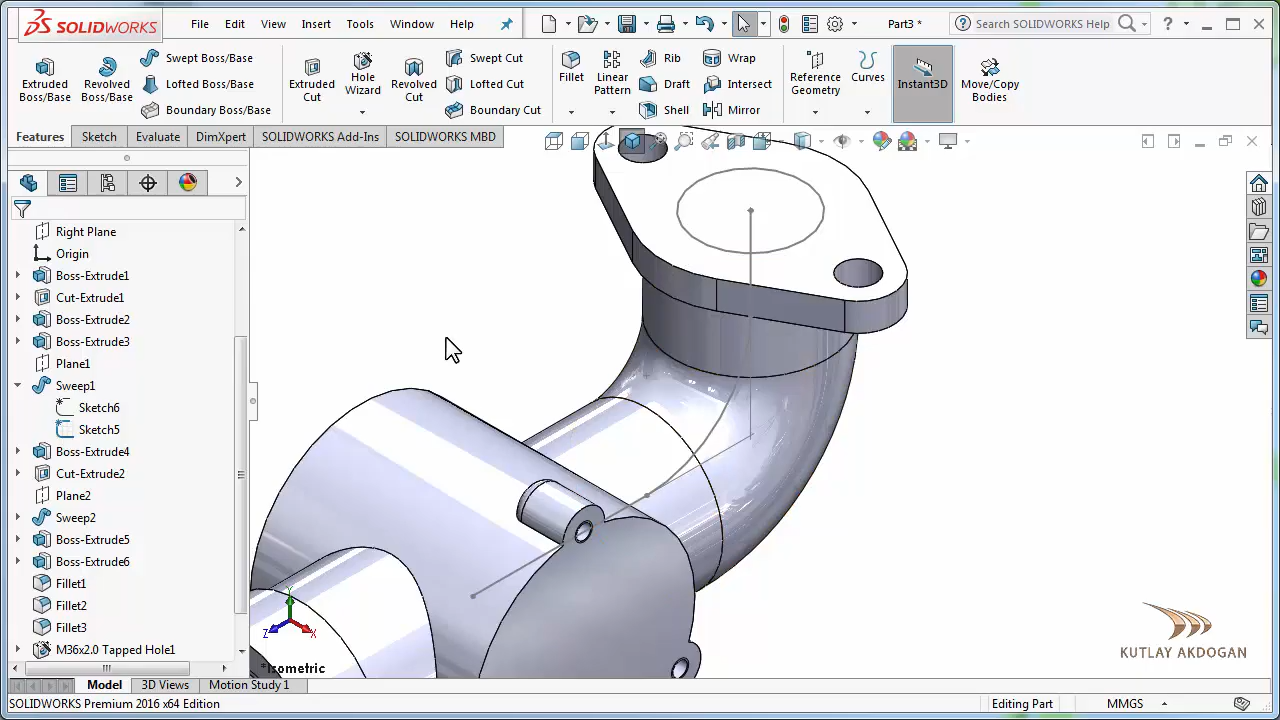 SOLIDWORKS File Edit View Insert Tools Window Help Part3 * Search SOLIDWORKS Help ?
Extruded Boss/Base
Revolved Boss/Base
Swept Boss/Base
Lofted Boss/Base
Boundary Boss/Base
Extruded Cut
Hole Wizard
Revolved Cut
Swept Cut
Lofted Cut
Boundary Cut
Fillet
Linear Pattern
Rib
Draft
Shell
Wrap
Intersect
Mirror
Reference Geometry
Curves
Instant3D
Move/Copy Bodies
Features Sketch Evaluate DimXpert SOLIDWORKS Add-Ins SOLIDWORKS MBD
Right Plane
Origin
Boss-Extrude1
Cut-Extrude1
Boss-Extrude2
Boss-Extrude3
Plane1
Sweep1
Sketch6
Sketch5
Boss-Extrude4
Cut-Extrude2
Plane2
Sweep2
Boss-Extrude5
Boss-Extrude6
Fillet1
Fillet2
Fillet3
M36x2.0 Tapped Hole1
Y
Z X
*Isometric
KUTLAY AKDOGAN
Model 3D Views Motion Study 1
SOLIDWORKS Premium 2016 x64 Edition Editing Part MMGS